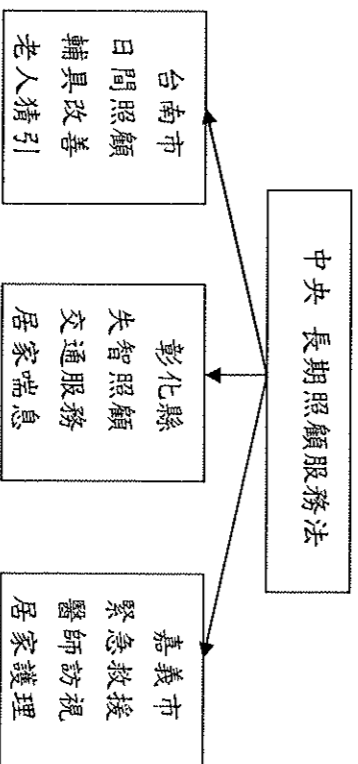 中央 長期照顧服務法
台南市
日間照顧
輔具改善
老人猜引
彰化縣
失智照顧
交通服務
居家喘息
嘉義市
緊急救援
醫師訪視
居家護理